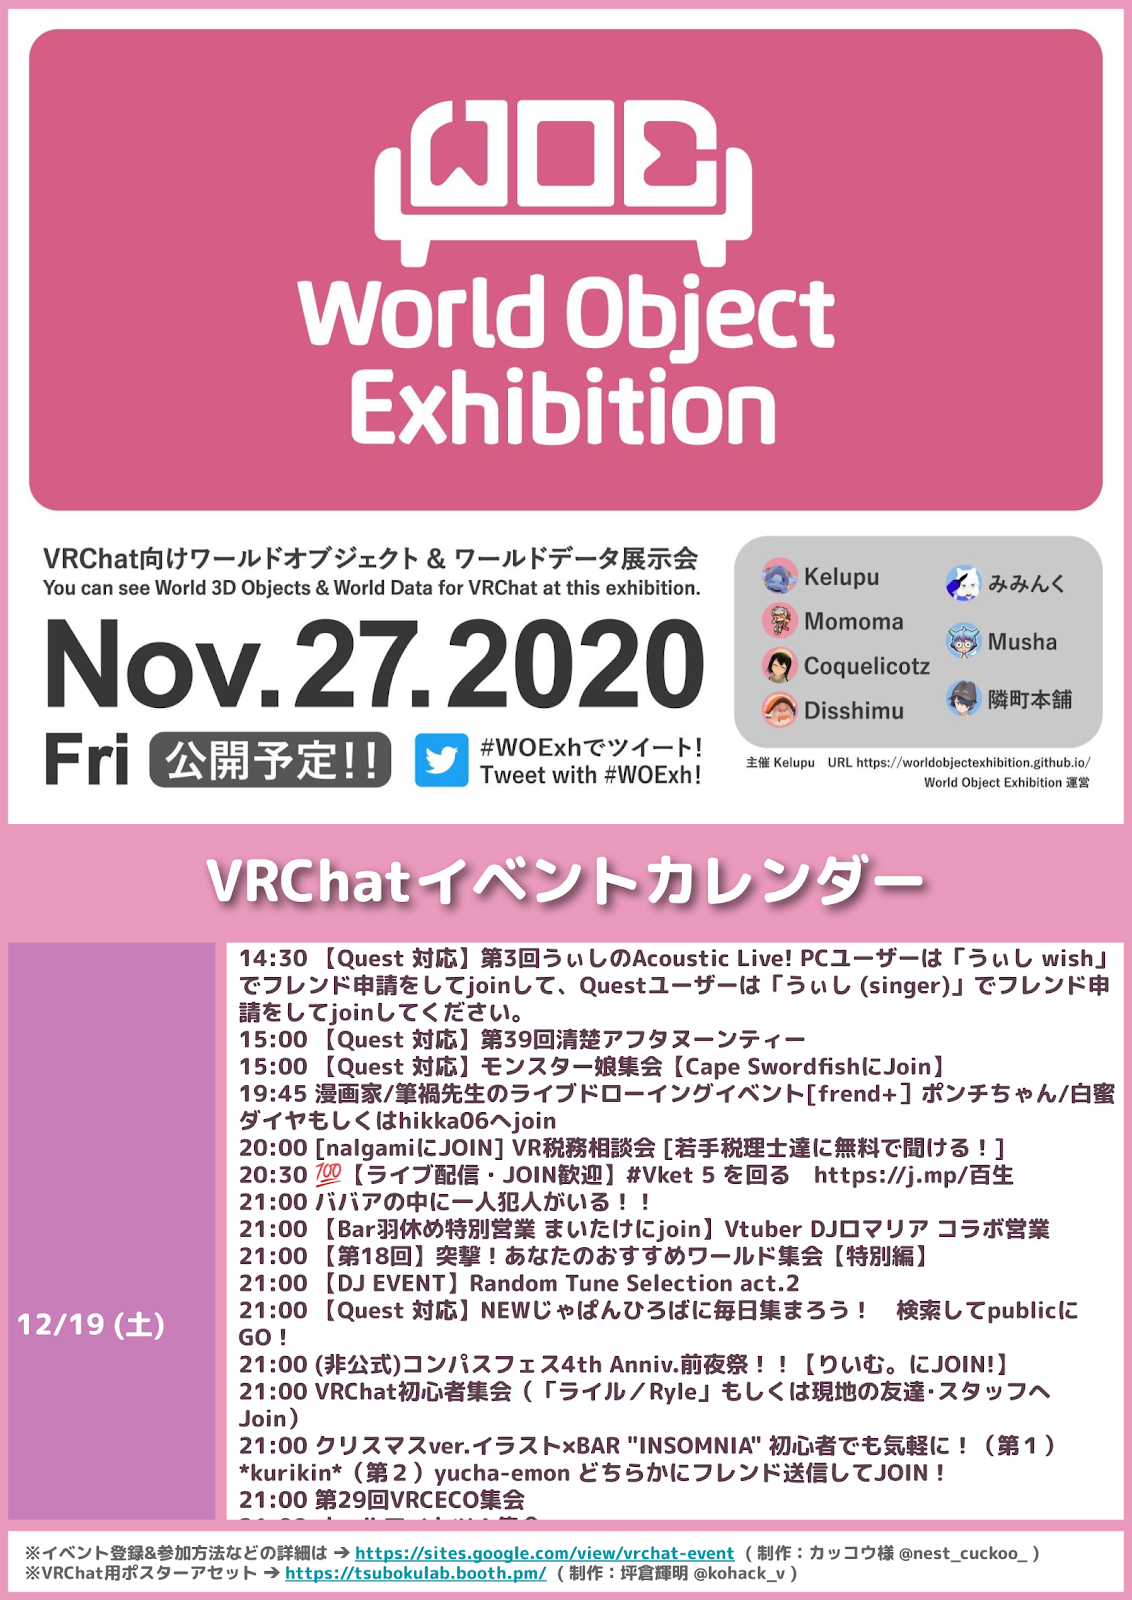 WOE
World Object
Exhibition
VRChat向けワールドオブジェクト & ワールドデータ展示会
You can see World 3D Objects & World Data for VRChat at this exhibition.
Nov.27.2020
Fri 公開予定!!
#WOExhでツイート!
Tweet with #WOExh!
Kelupu
Momoma
Coquelicotz
Disshimu
みみんく
Musha
隣町本舗
主催 Kelupu URL https://worldobjectexhibition.github.io/
World Object Exhibition 運営
VRChatイベントカレンダー
12/19 (土)
14:30 【Quest 対応】第3回うぃしのAcoustic Live! PCユーザーは「うぃし wish」
でフレンド申請をしてjoinして、Questユーザーは「うぃし (singer)」でフレンド申
請をしてjoinしてください。
15:00 【Quest 対応】第39回清楚アフタヌーンティー
15:00 【Quest 対応】モンスター娘集会【Cape SwordfishにJoin】
19:45 漫画家/筆禍先生のライブドローイングイベント[frend+］ポンチちゃん/白蜜
ダイヤもしくはhikka06へjoin
20:00 [nalgamiにJOIN] VR税務相談会 [若手税理士達に無料で聞ける！]
20:30 💯【ライブ配信・JOIN歓迎】#Vket 5 を回る　https://j.mp/百生
21:00 ババアの中に一人犯人がいる！！
21:00 【Bar羽休め特別営業 まいたけにjoin】Vtuber DJロマリア コラボ営業
21:00 【第18回】突撃！あなたのおすすめワールド集会【特別編】
21:00 【DJ EVENT】Random Tune Selection act.2
21:00 【Quest 対応】NEWじゃぱんひろばに毎日集まろう！　検索してpublicに
GO！
21:00 (非公式)コンパスフェス4th Anniv.前夜祭！！【りいむ。にJOIN!】
21:00 VRChat初心者集会（「ライル／Ryle」もしくは現地の友達･スタッフへ
Join）
21:00 クリスマスver.イラスト×BAR "INSOMNIA" 初心者でも気軽に！（第１）
*kurikin*（第２）yucha-emon どちらかにフレンド送信してJOIN！
21:00 第29回VRCECO集会
※イベント登録&参加方法などの詳細は ➔ https://sites.google.com/view/vrchat-event （制作：カッコウ様 @nest_cuckoo_ )
※VRChat用ポスターアセット ➔ https://tsubokulab.booth.pm/ （制作：坪倉輝明 @kohack_v )